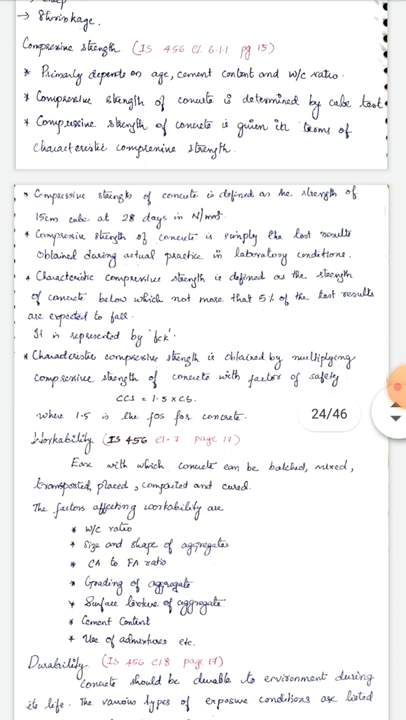 → Creep
→ Shrinkage.
Compressive strength (IS 456 cl. 6.1.1 pg 15)
* Primarly depends on age, cement content and w/c ratio.
* Compressive strength of concrete is determined by cube test
* Compressive strength of concrete is given in terms of
characteristic compressive strength.
* Compressive strength of concrete is defined as the strength of
15cm cube at 28 days in N/mm².
* Compressive strength of concrete is simply the test results
obtained during actual practice in laboratory conditions.
* Characteristic compressive strength is defined as the strength
of concrete below which not more that 5% of the test results
are expected to fall.
It is represented by 'fck'.
* Characteristic compressive strength is obtained by multiplying
compressive strength of concrete with factor of safety
CCS = 1.5 x CS.
where 1.5 is the fos for concrete.
24/46
Workability (IS 456 cl. 7 page 17)
Ease with which concrete can be batched, mixed,
transported, placed, compacted and cured.
The factors affecting workability are
* W/C ratio
* Size and shape of aggregates
* CA to FA ratio
* Grading of aggregate
* Surface texture of aggregate
* Cement Content
* Use of admixtures etc.
Durability (IS 456 cl.8 page 17)
Concrete should be durable to environment during
its life. The various types of exposure conditions are listed